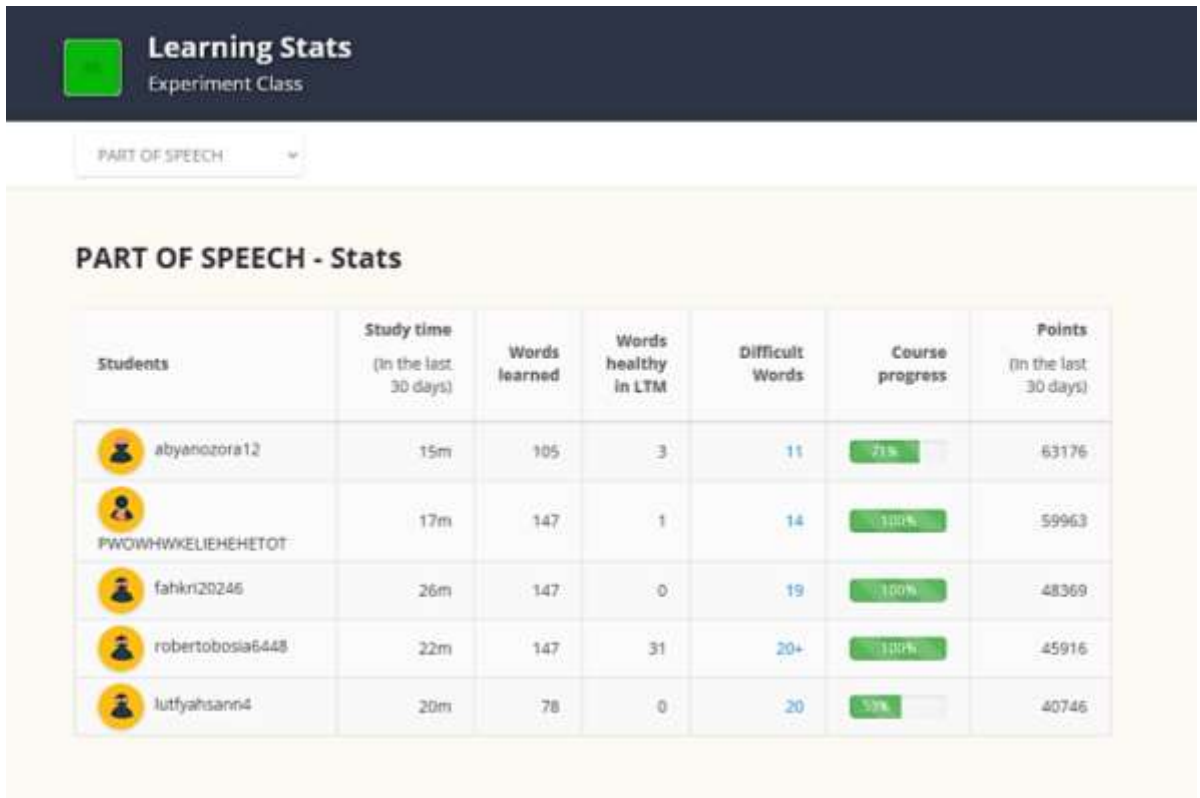 Learning Stats
Experiment Class
PART OF SPEECH
PART OF SPEECH - Stats
Students
Study time
(In the last
30 days)
Words
learned
Words
healthy
in LTM
Difficult
Words
Course
progress
Points
(In the last
30 days)
abyanozora12 15m 105 3 11 71% 63176
PWOWHWKELIEHEHETOT 17m 147 1 14 100% 59963
fahkri20246 26m 147 0 19 100% 48369
robertobosia6448 22m 147 31 20+ 100% 45916
lutfyahsann4 20m 78 0 20 40746